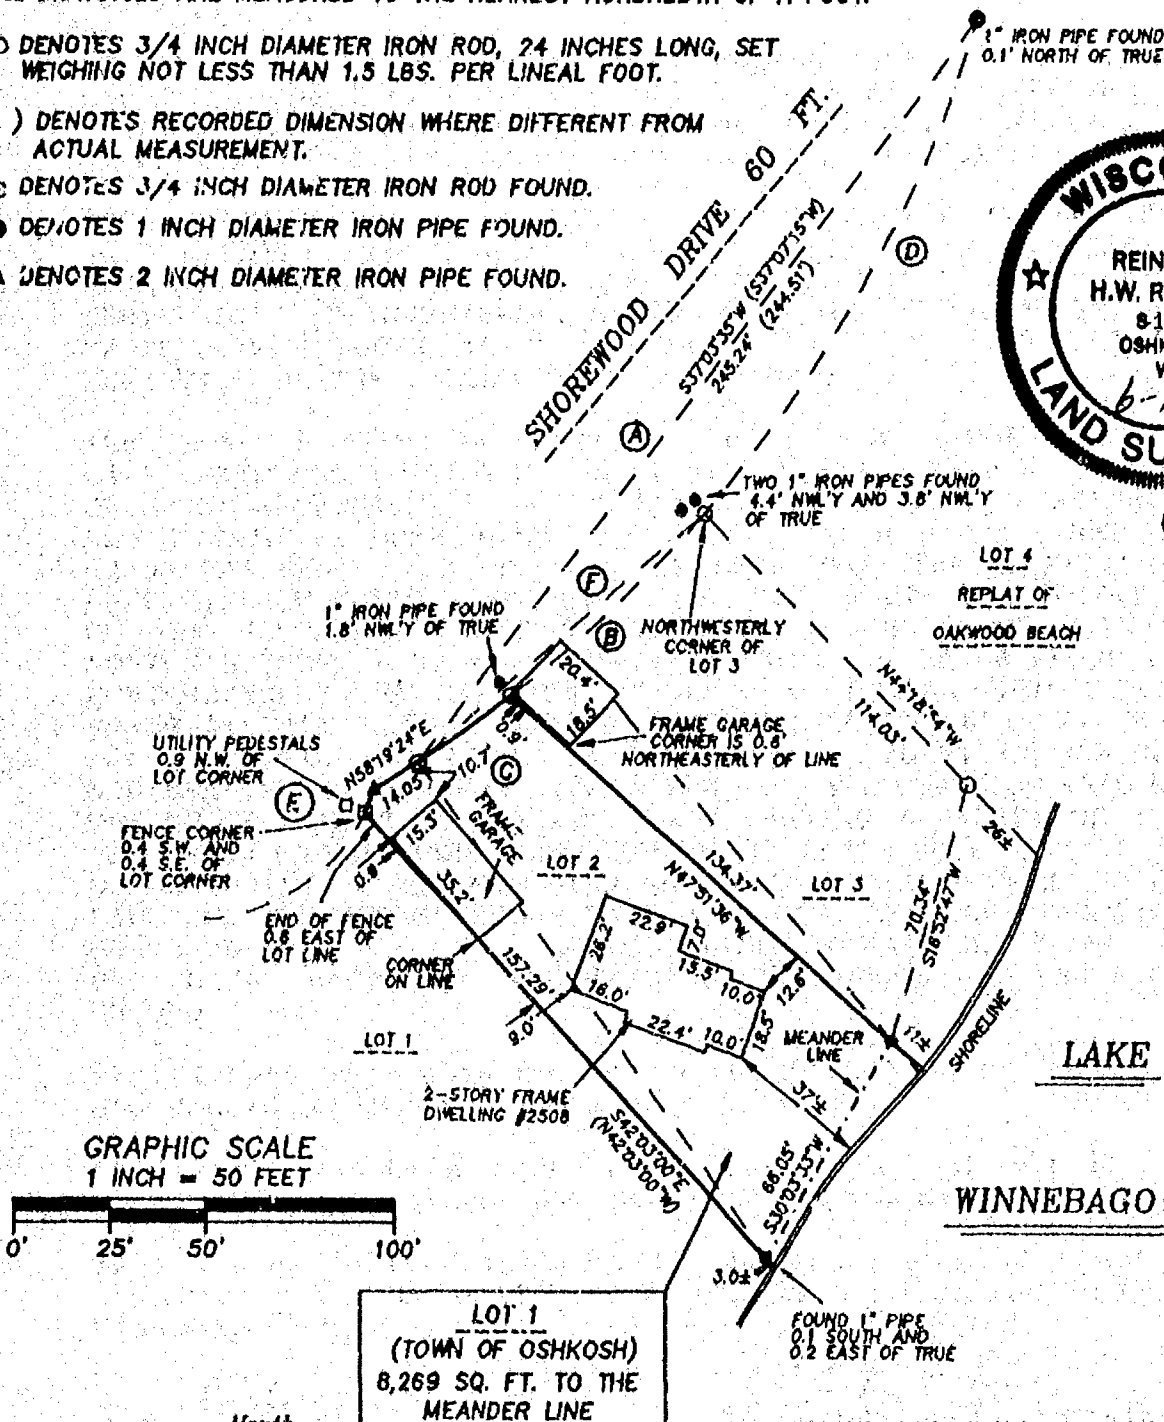 DENOTES 3/4 INCH DIAMETER IRON ROD, 24 INCHES LONG, SET
WEIGHING NOT LESS THAN 1.5 LBS. PER LINEAL FOOT.
) DENOTES RECORDED DIMENSION WHERE DIFFERENT FROM
ACTUAL MEASUREMENT.
DENOTES 3/4 INCH DIAMETER IRON ROD FOUND.
DENOTES 1 INCH DIAMETER IRON PIPE FOUND.
DENOTES 2 INCH DIAMETER IRON PIPE FOUND.
1" IRON PIPE FOUND
0.1' NORTH OF TRUE
SHOREWOOD DRIVE 60 FT.
S37°03'35"W (S37°07'15"W)
245.24' (244.51')
A
D
REIN
H.W. R
S-1
OSH
LAND SU
TWO 1" IRON PIPES FOUND
4.4' NWL'Y AND 3.8' NWL'Y
OF TRUE
LOT 4
REPLAT OF
OAKWOOD BEACH
F
B
1" IRON PIPE FOUND
1.8' NWL'Y OF TRUE
NORTHWESTERLY
CORNER OF
LOT 3
20.4'
18.5'
0.9'
FRAME GARAGE
CORNER IS 0.8'
NORTHEASTERLY OF LINE
114.03'
UTILITY PEDESTALS
0.9 N.W. OF
LOT CORNER
N58°19'24"E
14.05')
10.7
G
E
FENCE CORNER
0.4 S.W. AND
0.4 S.E. OF
LOT CORNER
15.3'
0.8'
FRAME
GARAGE
35.2'
26±
LOT 2
134.37'
N47°51'36"W
LOT 3
70.34'
S16°52'47"W
END OF FENCE
0.6 EAST OF
LOT LINE
CORNER
ON LINE
22.9'
26.2'
7.0'
15.5'
10.0'
12.6'
157.29'
16.0'
9.0'
22.4'
10.0'
18.5'
MEANDER
LINE
11±
SHORELINE
LOT 1
37'±
LAKE
2-STORY FRAME
DWELLING #2508
S42°03'00"E
(N42°03'00"W)
66.05'
S30°03'33"W
GRAPHIC SCALE
1 INCH = 50 FEET
0' 25' 50' 100'
WINNEBAGO
3.0±
FOUND 1" PIPE
0.1 SOUTH AND
0.2 EAST OF TRUE
LOT 1
(TOWN OF OSHKOSH)
8,269 SQ. FT. TO THE
MEANDER LINE